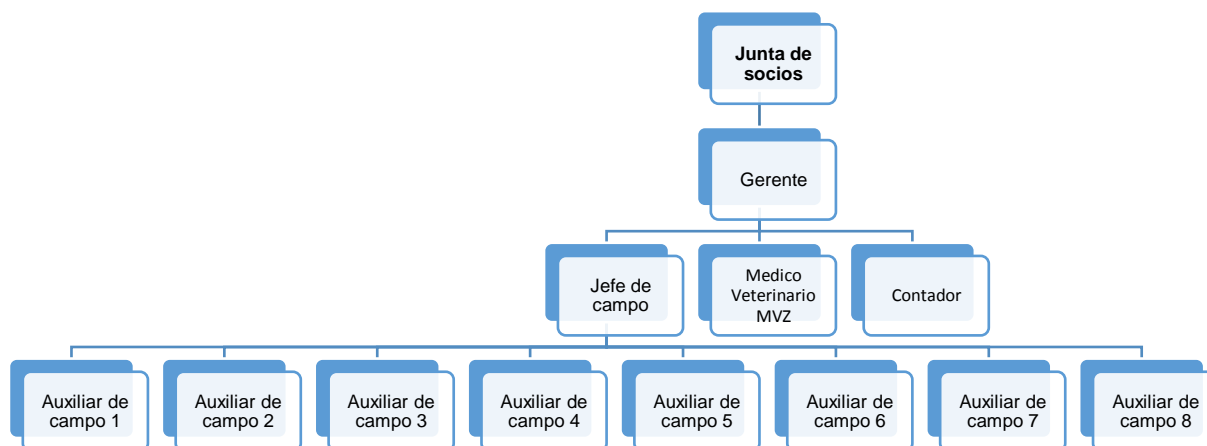 Junta de
socios
Gerente
Jefe de
campo
Medico
Veterinario
MVZ
Contador
Auxiliar de
campo 1
Auxiliar de
campo 2
Auxiliar de
campo 3
Auxiliar de
campo 4
Auxiliar de
campo 5
Auxiliar de
campo 6
Auxiliar de
campo 7
Auxiliar de
campo 8